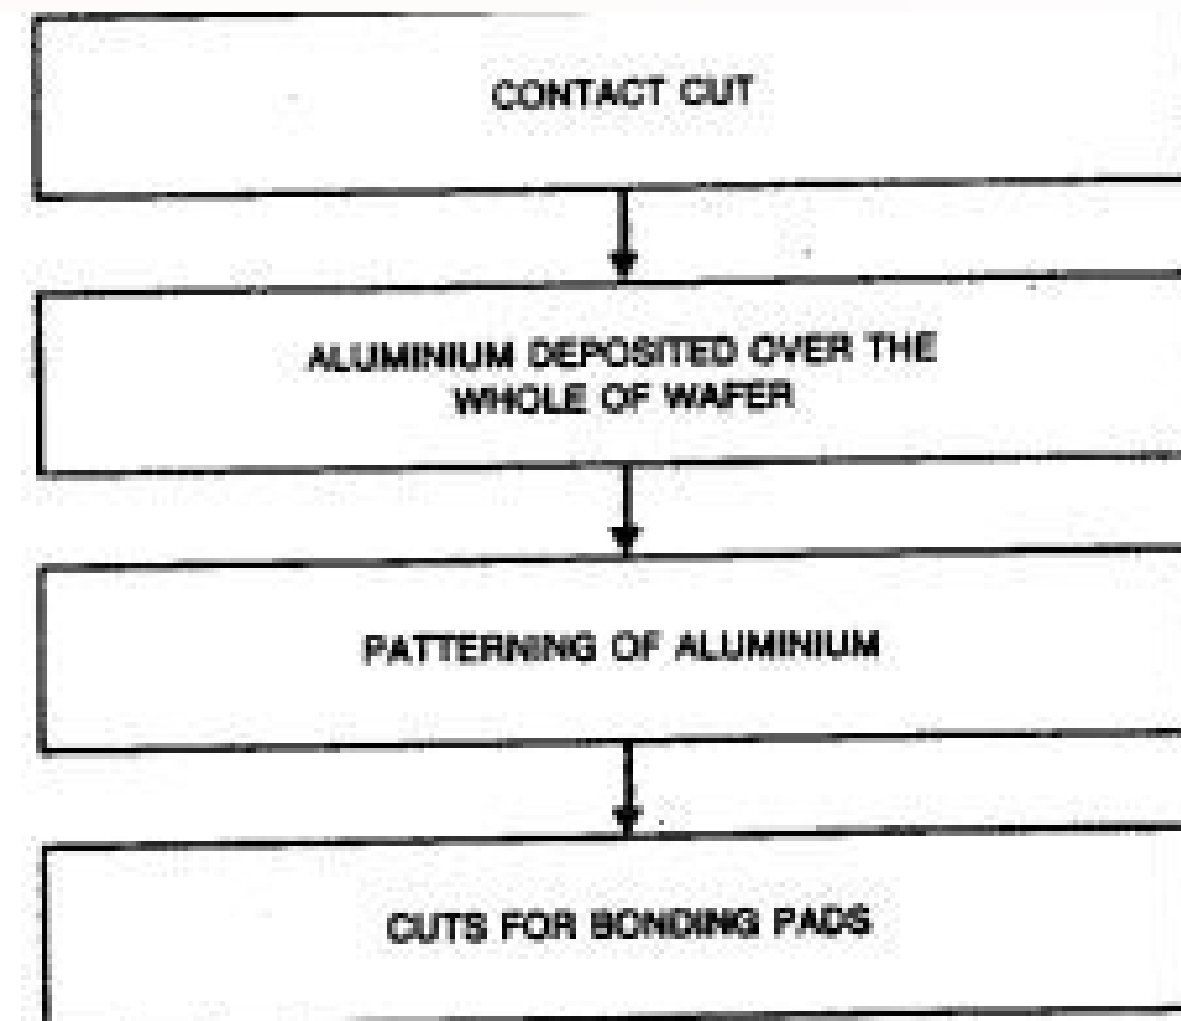 CONTACT CUT
ALUMINIUM DEPOSITED OVER THE
WHOLE OF WAFER
PATTERNING OF ALUMINIUM
CUTS FOR BONDING PADS